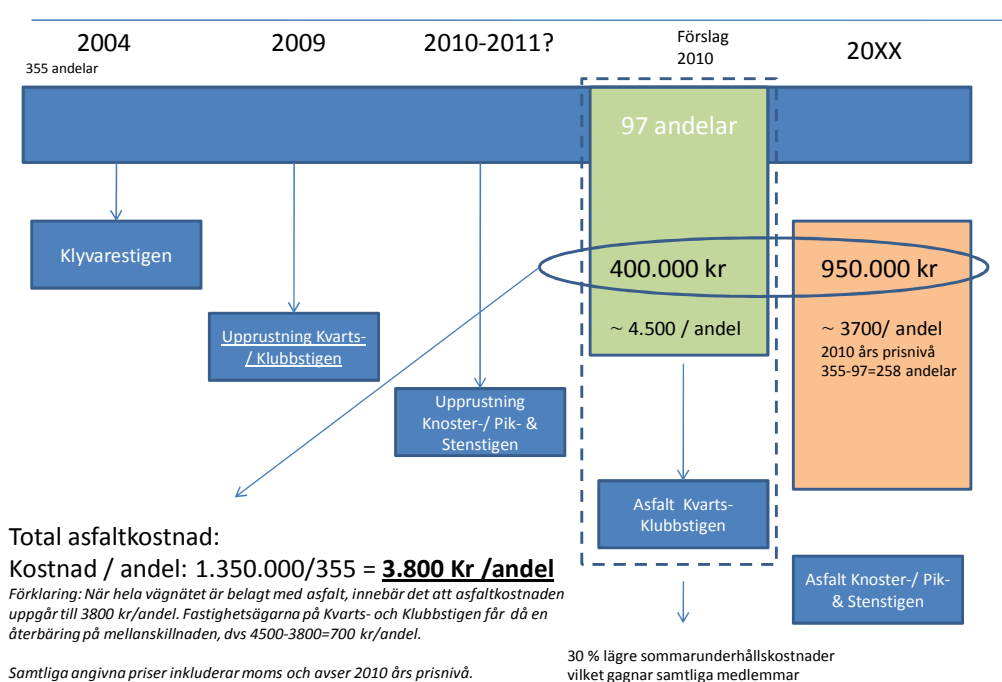 2004
2009
2010-2011?
Förslag
2010
20XX
355 andelar
97 andelar
Klyvarestigen
400.000 kr
950.000 kr
Upprustning Kvarts-
/ Klubbstigen
~ 4.500 / andel
~ 3700/ andel
2010 års prisnivå
355-97=258 andelar
Upprustning
Knoster-/ Pik- &
Stenstigen
Asfalt Kvarts-
Klubbstigen
Asfalt Knoster-/ Pik-
& Stenstigen
Total asfaltkostnad:
Kostnad / andel: 1.350.000/355 = 3.800 Kr /andel
Förklaring: När hela vägnätet är belagt med asfalt, innebär det att asfaltkostnaden
uppgår till 3800 kr/andel. Fastighetsägarna på Kvarts- och Klubbstigen får då en
återbäring på mellanskillnaden, dvs 4500-3800=700 kr/andel.
Samtliga angivna priser inkluderar moms och avser 2010 års prisnivå.
30 % lägre sommarunderhållskostnader
vilket gagnar samtliga medlemmar